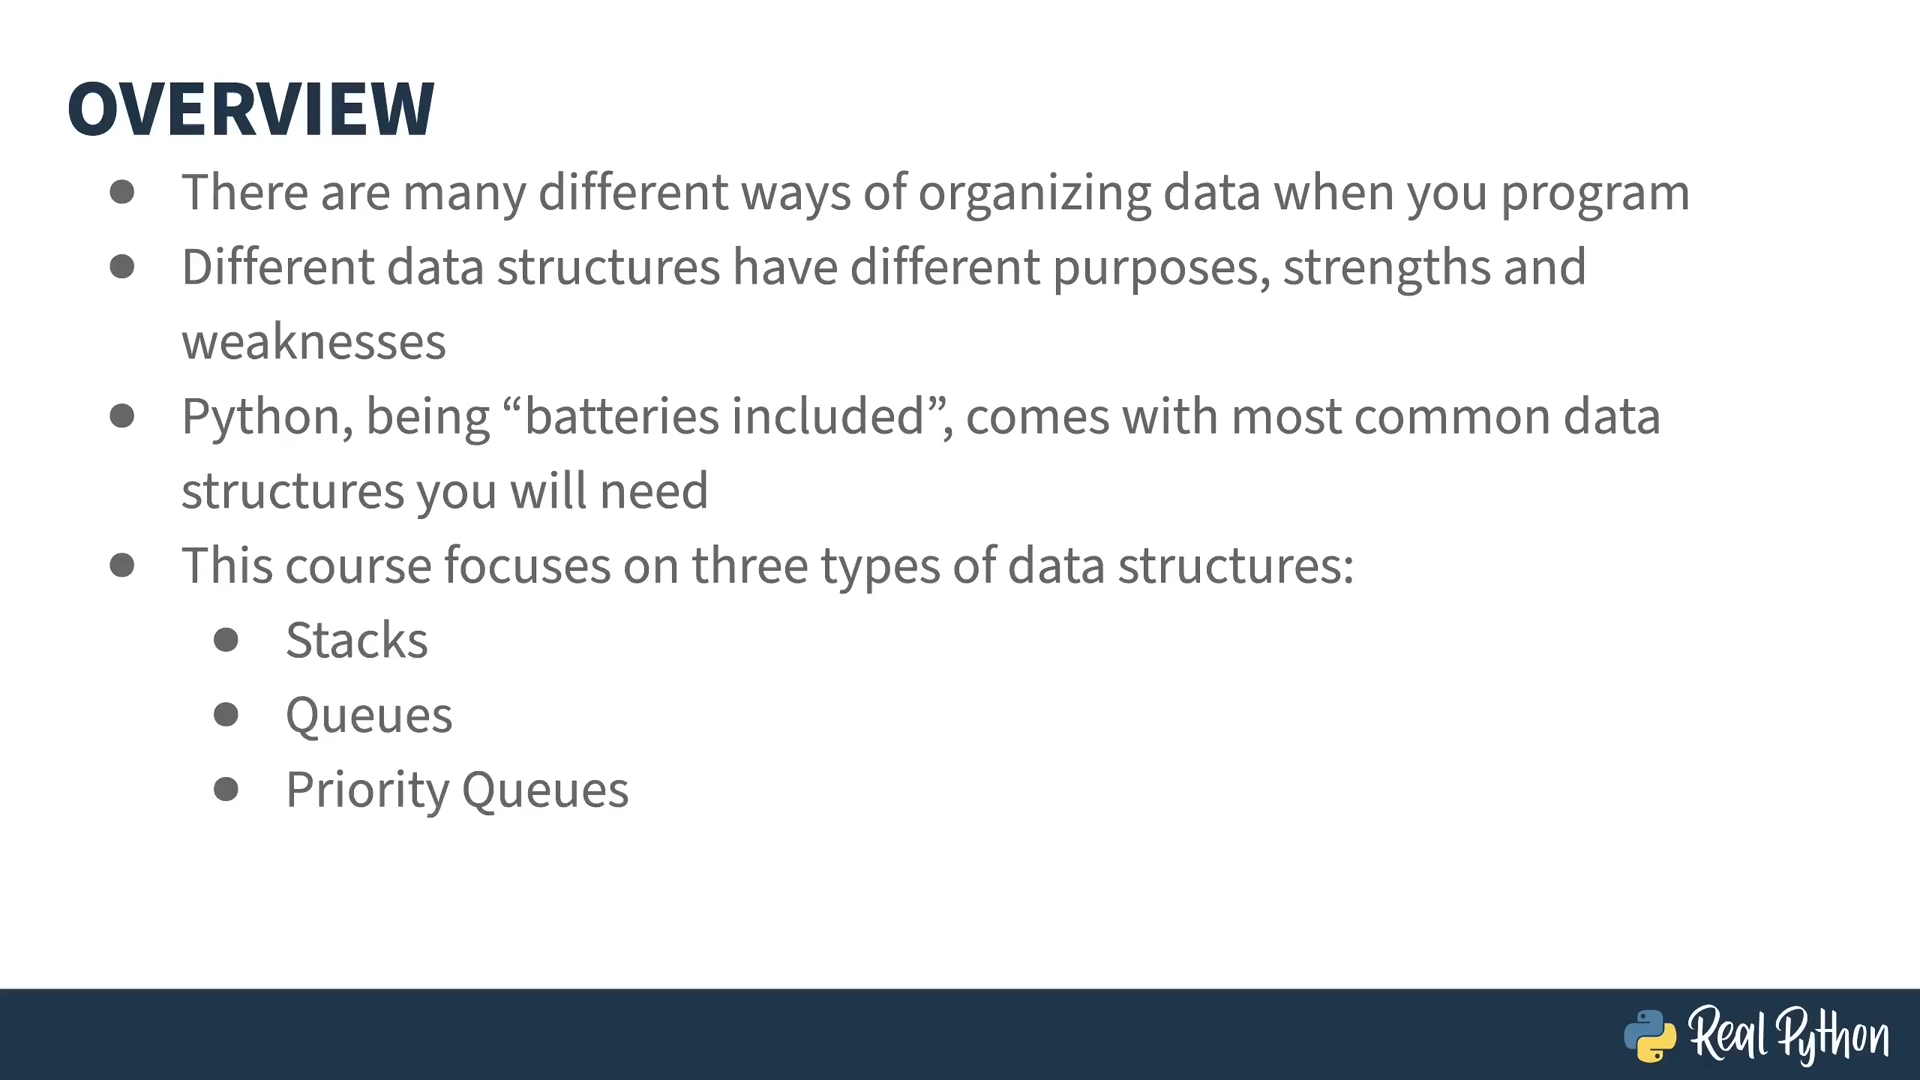 OVERVIEW
● There are many different ways of organizing data when you program
● Different data structures have different purposes, strengths and
weaknesses
● Python, being “batteries included”, comes with most common data
structures you will need
● This course focuses on three types of data structures:
● Stacks
● Queues
● Priority Queues
Real Python